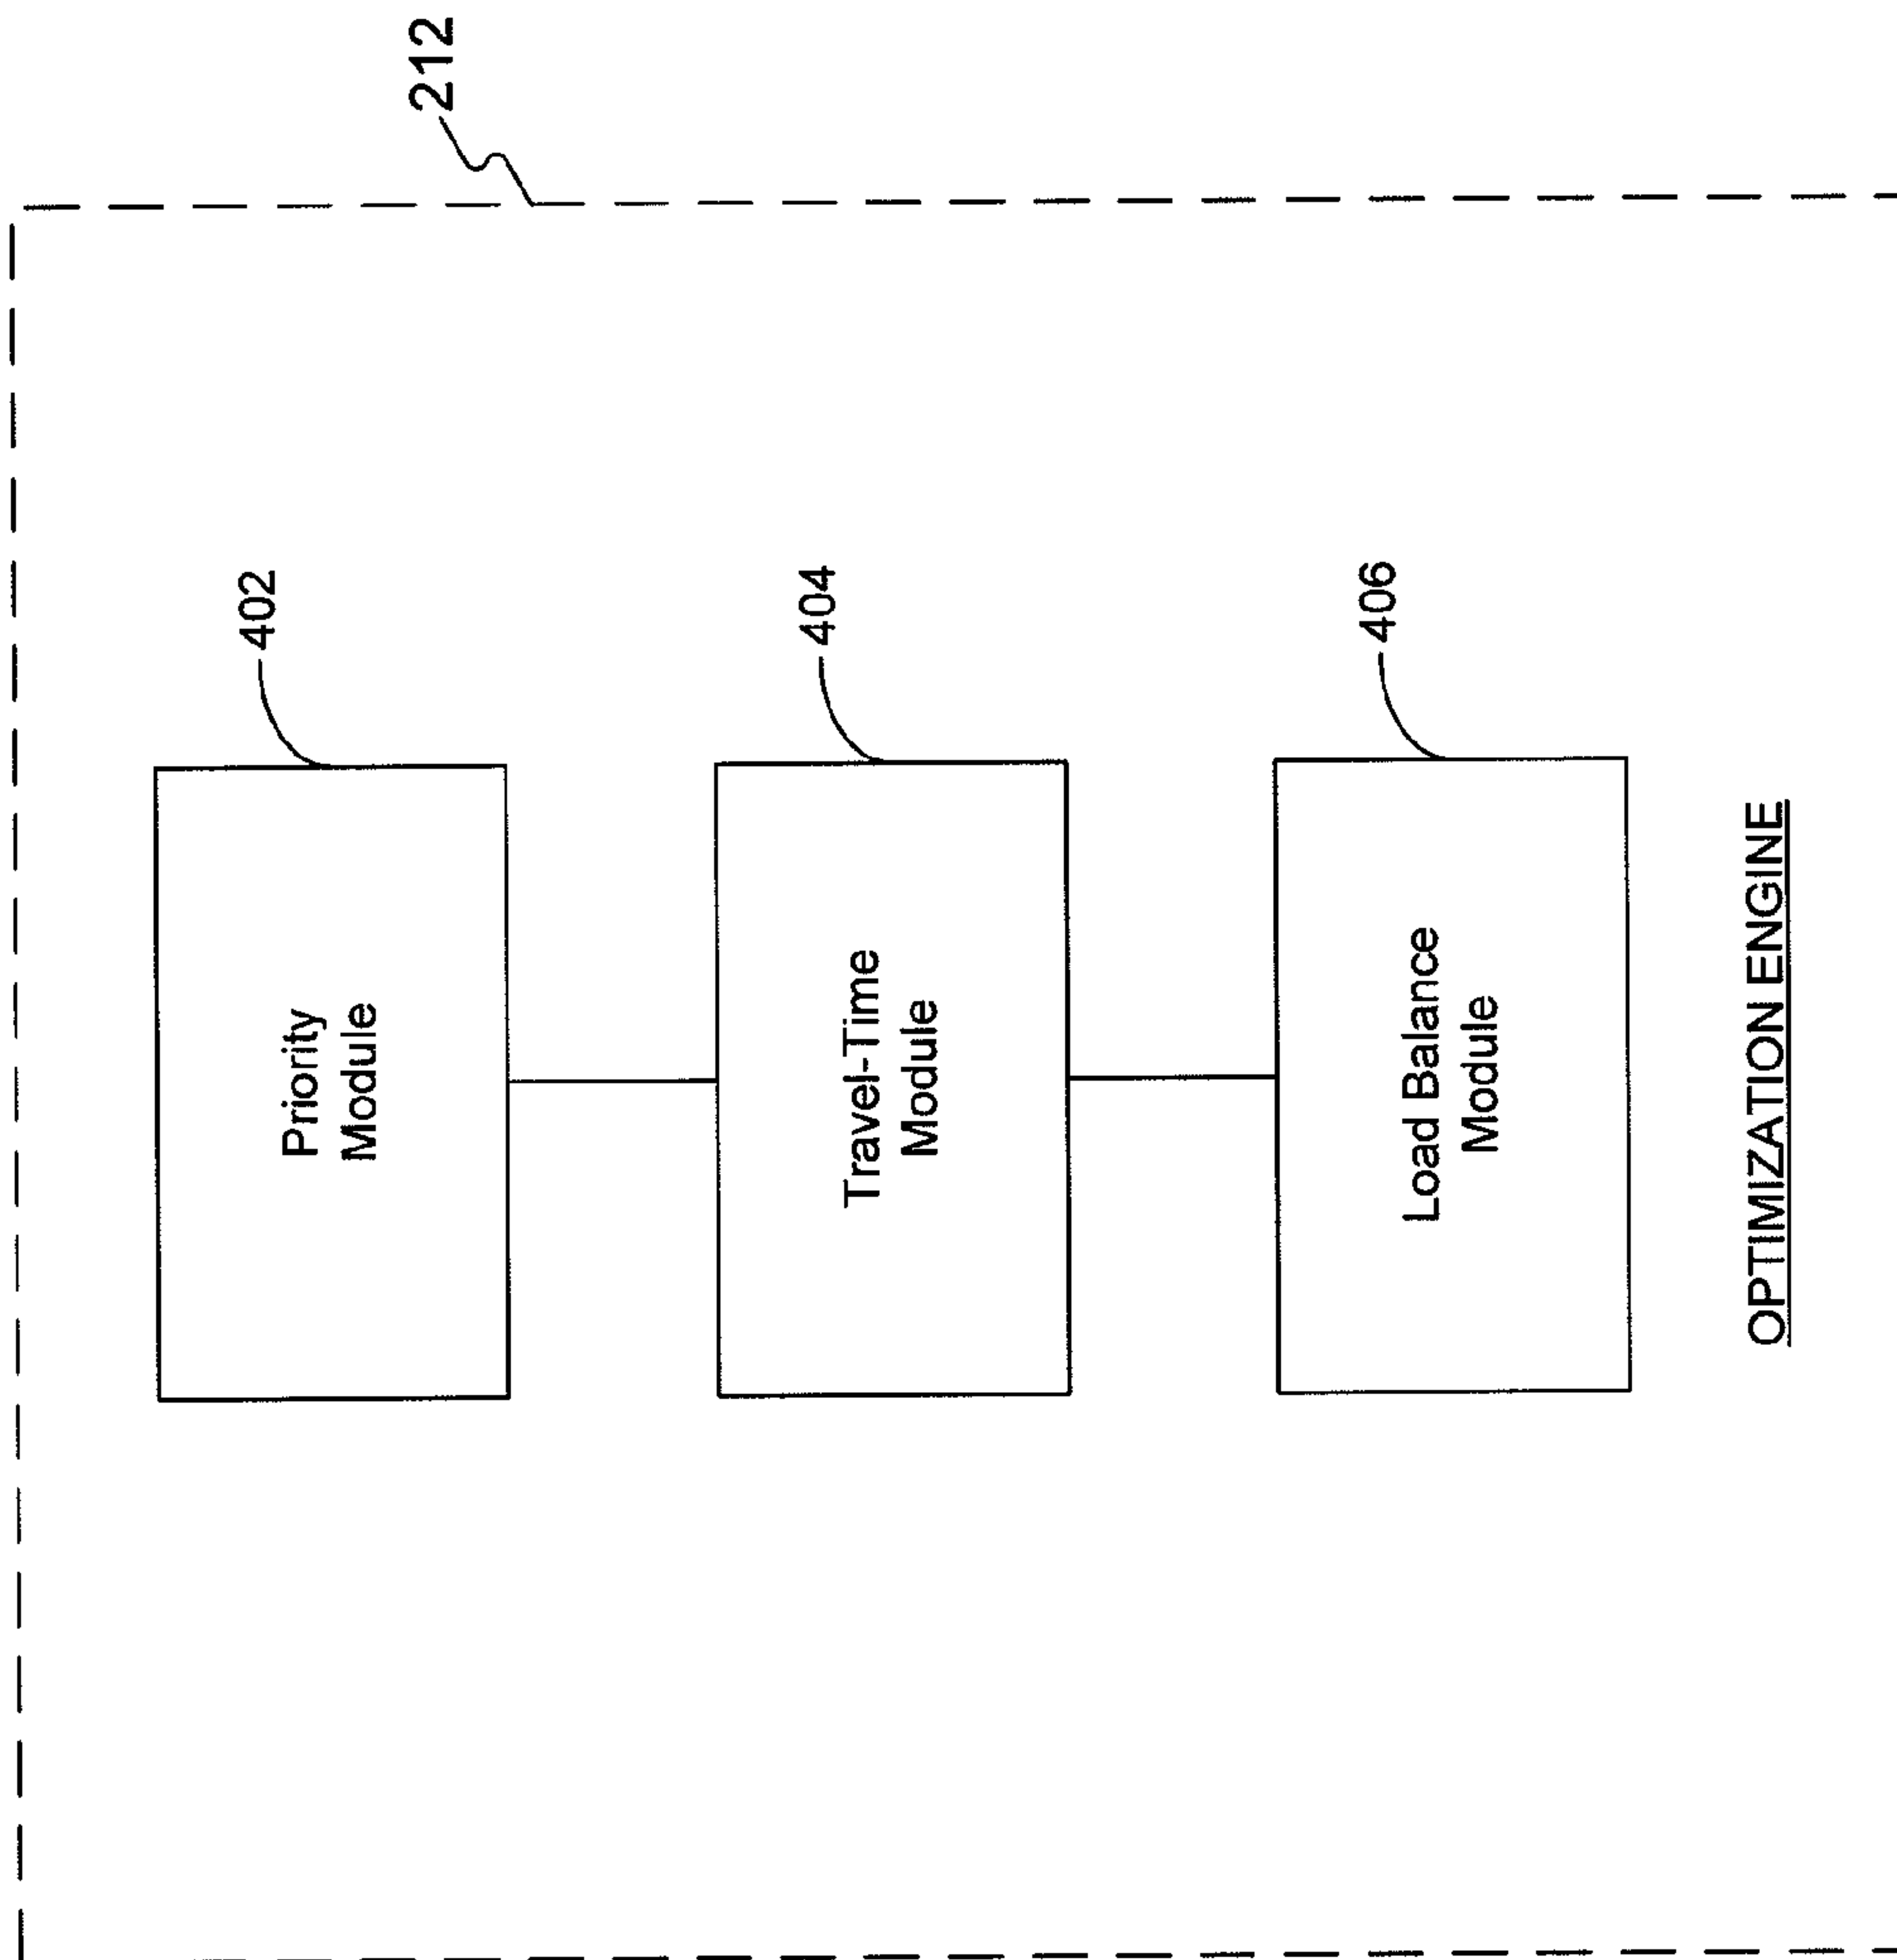 212
402
Priority
Module
404
Travel-Time
Module
406
Load Balance
Module
OPTIMIZATION ENGINE